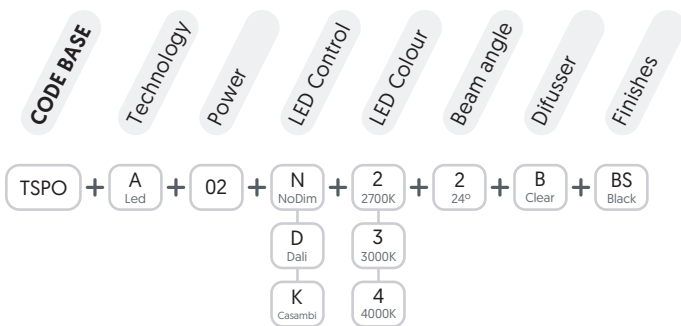 CODE BASE
Technology
Power
LED Control
LED Colour
Beam angle
Difusser
Finishes
TSPO + A + 02 + N + 2 + 2 + B + BS
Led NoDim 2700K 24º Clear Black
D 3
Dali 3000K
K 4
Casambi 4000K